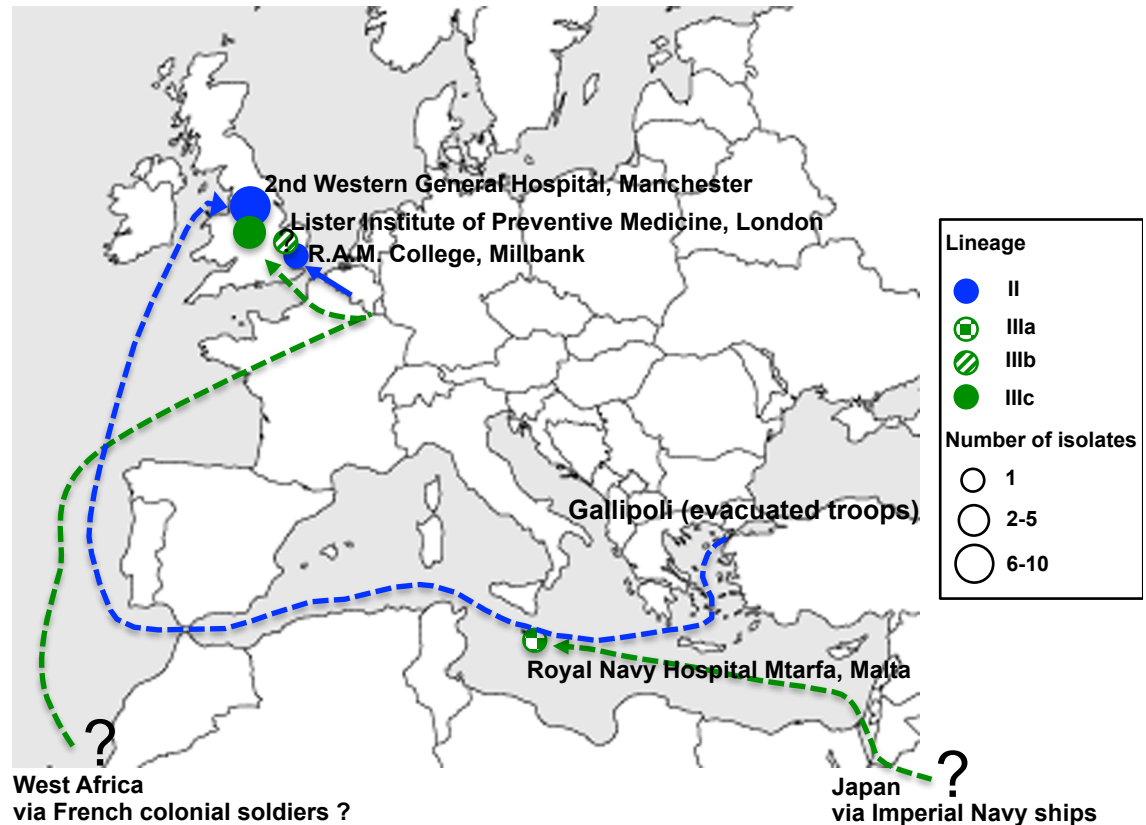 2nd Western General Hospital, Manchester
Lister Institute of Preventive Medicine, London
?
R.A.M. College, Millbank
Gallipoli (evacuated troops)
Royal Navy Hospital Mtarfa, Malta
?
West Africa
via French colonial soldiers ?
?
Japan
via Imperial Navy ships
Lineage
II
IIIa
IIIb
IIIc
Number of isolates
1
2-5
6-10